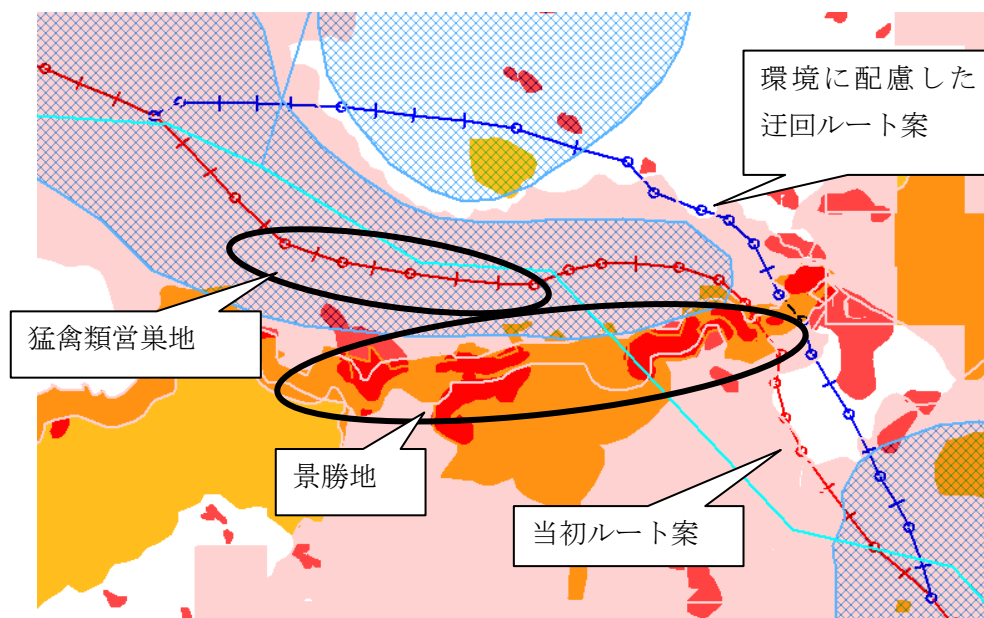 環境に配慮した
迂回ルート案
猛禽類営巣地
景勝地
当初ルート案